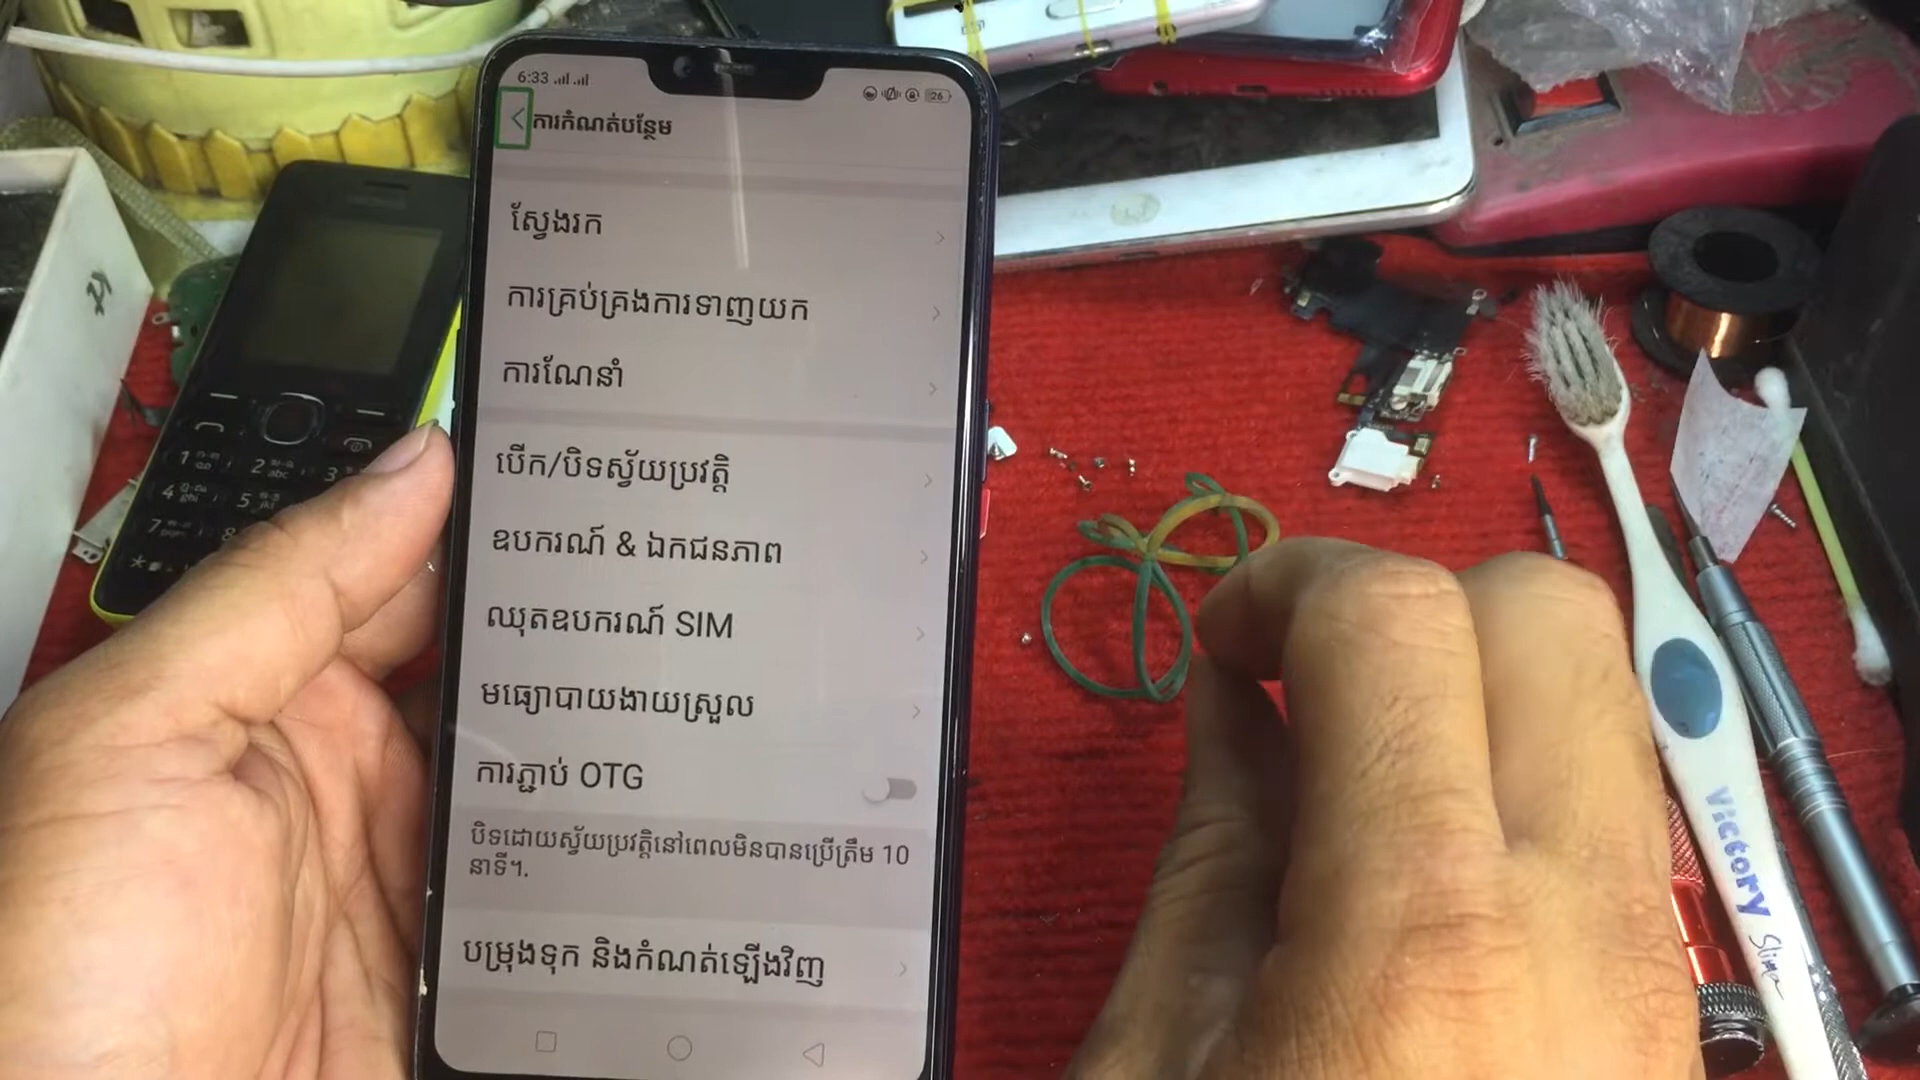 6:33
26
ការកំណត់បន្ថែម
ស្វែងរក
ការគ្រប់គ្រងការទាញយក
ការណែនាំ
បើក/បិទស្វ័យប្រវត្តិ
ឧបករណ៍ & ឯកជនភាព
ឈុតឧបករណ៍ SIM
មធ្យោបាយងាយស្រួល
ការភ្ជាប់ OTG
បិទដោយស្វ័យប្រវត្តិនៅពេលមិនបានប្រើត្រឹម 10
នាទី។.
បម្រុងទុក និងកំណត់ឡើងវិញ
1
2 abc
3
4 ghi
5 jkl
7 pqrs
8
*
Victory
Slimer